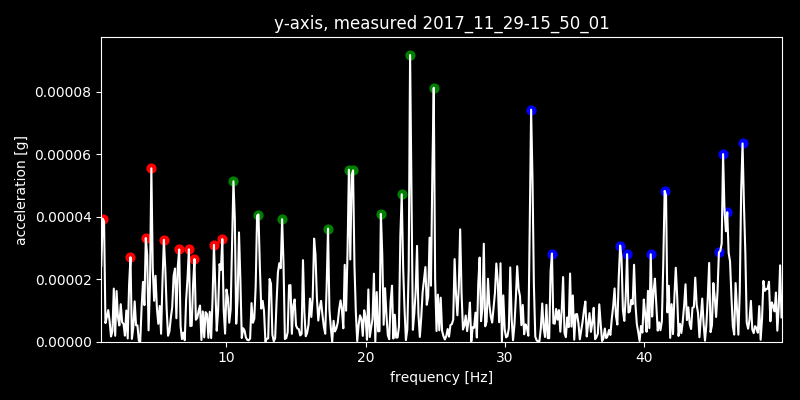 y-axis, measured 2017_11_29-15_50_01
acceleration [g]
0.00008
0.00006
0.00004
0.00002
0.00000
10 20 30 40
frequency [Hz]